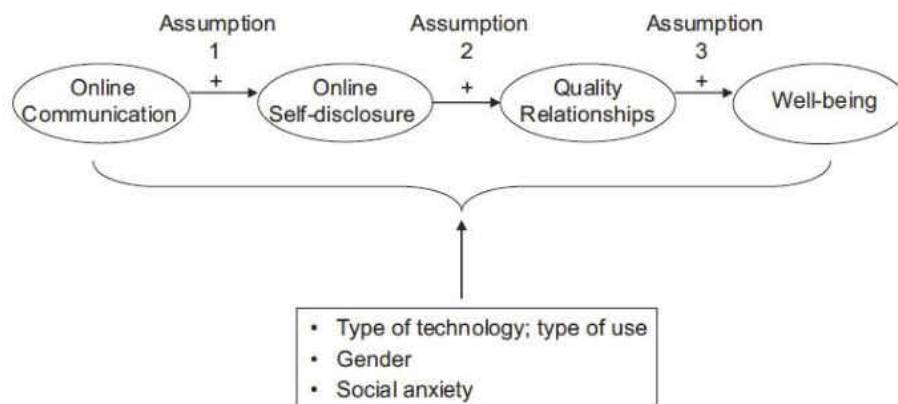 Assumption
1
Assumption
2
Assumption
3
+
+
+
Online
Communication
Online
Self-disclosure
Quality
Relationships
Well-being
• Type of technology; type of use
• Gender
• Social anxiety